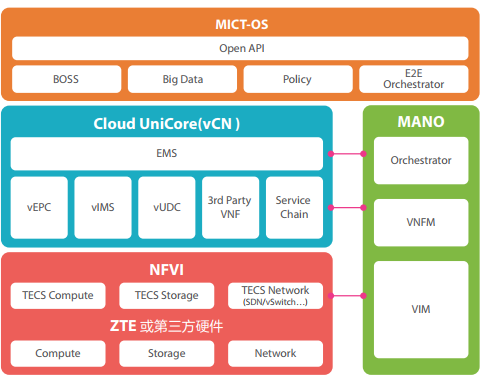 MICT-OS
Open API
BOSS
Big Data
Policy
E2E
Orchestrator
Cloud UniCore(vCN )
EMS
vEPC
vIMS
vUDC
3rd Party
VNF
Service
Chain
MANO
Orchestrator
VNFM
VIM
NFVI
TECS Compute
TECS Storage
TECS Network
(SDN/vSwitch...)
ZTE 或第三方硬件
Compute
Storage
Network